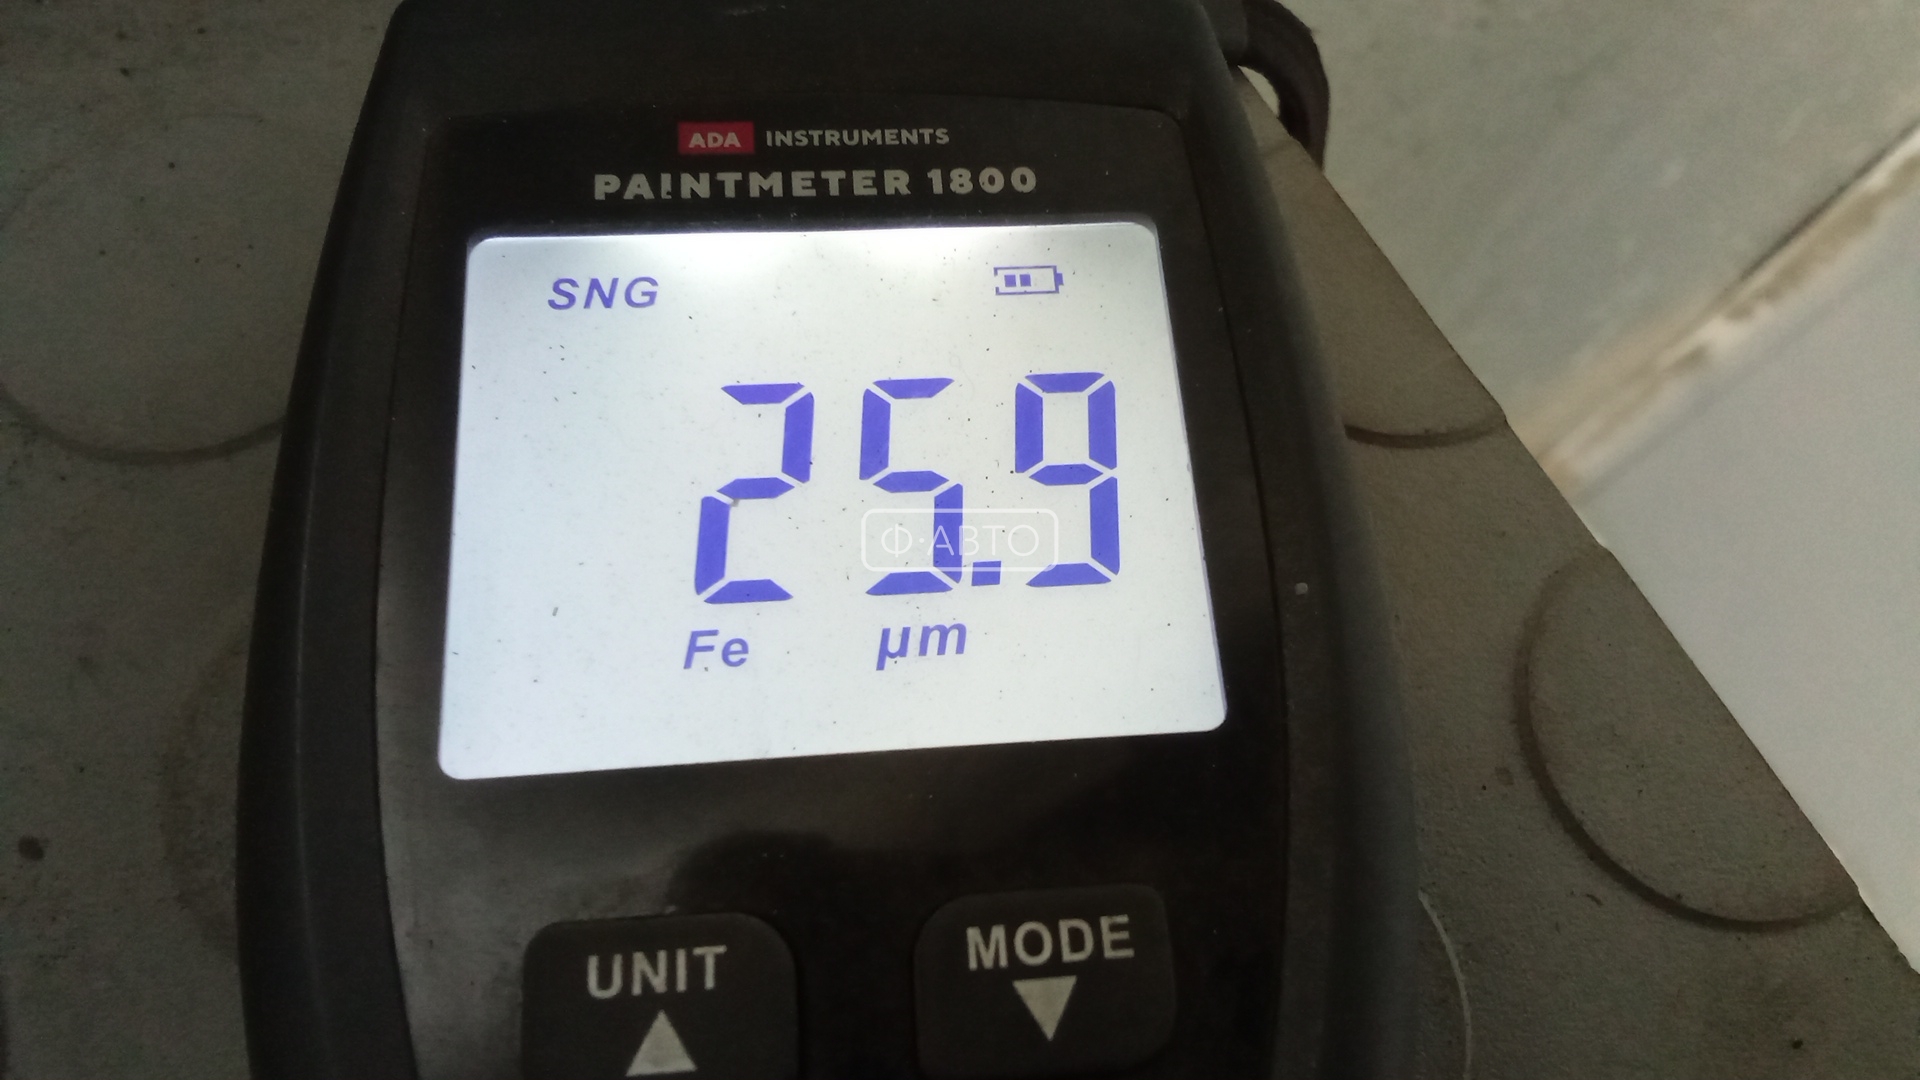 ADA INSTRUMENTS
PAINTMETER 1800
SNG
25.9
Fe µm
Ф·АВТО
UNIT MODE